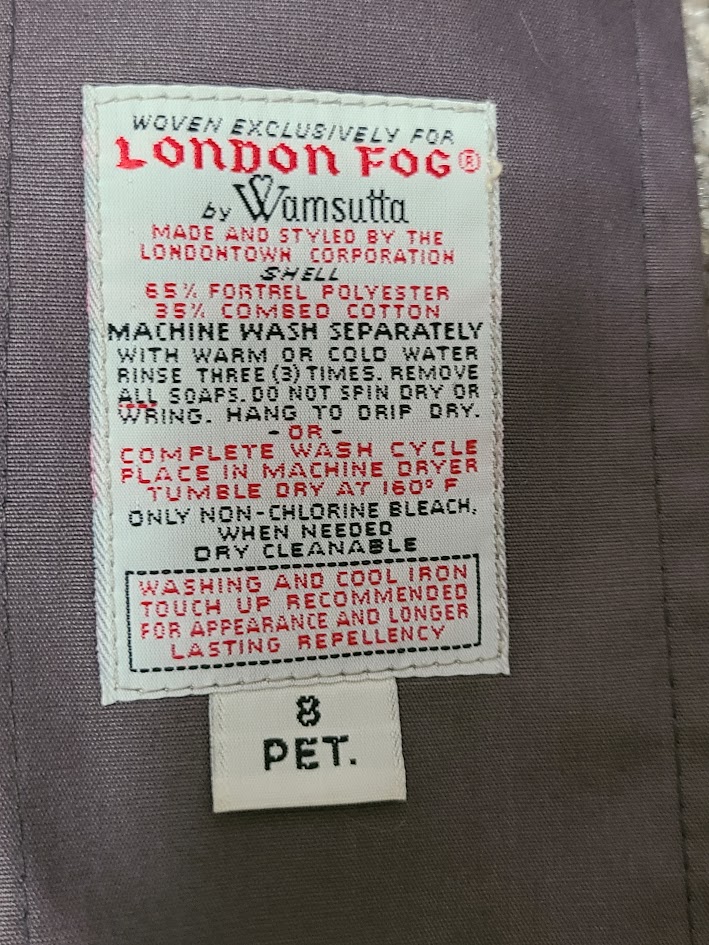 WOVEN EXCLUSIVELY FOR
LONDON FOG®
by Wamsutta
MADE AND STYLED BY THE
LONDONTOWN CORPORATION
SHELL
65% FORTREL POLYESTER
35% COMBED COTTON
MACHINE WASH SEPARATELY
WITH WARM OR COLD WATER
RINSE THREE (3) TIMES. REMOVE
ALL SOAPS. DO NOT SPIN DRY OR
WRING. HANG TO DRIP DRY.
- OR -
COMPLETE WASH CYCLE
PLACE IN MACHINE DRYER
TUMBLE DRY AT 160° F
ONLY NON-CHLORINE BLEACH,
WHEN NEEDED
DRY CLEANABLE
WASHING AND COOL IRON
TOUCH UP RECOMMENDED
FOR APPEARANCE AND LONGER
LASTING REPELLENCY
8
PET.